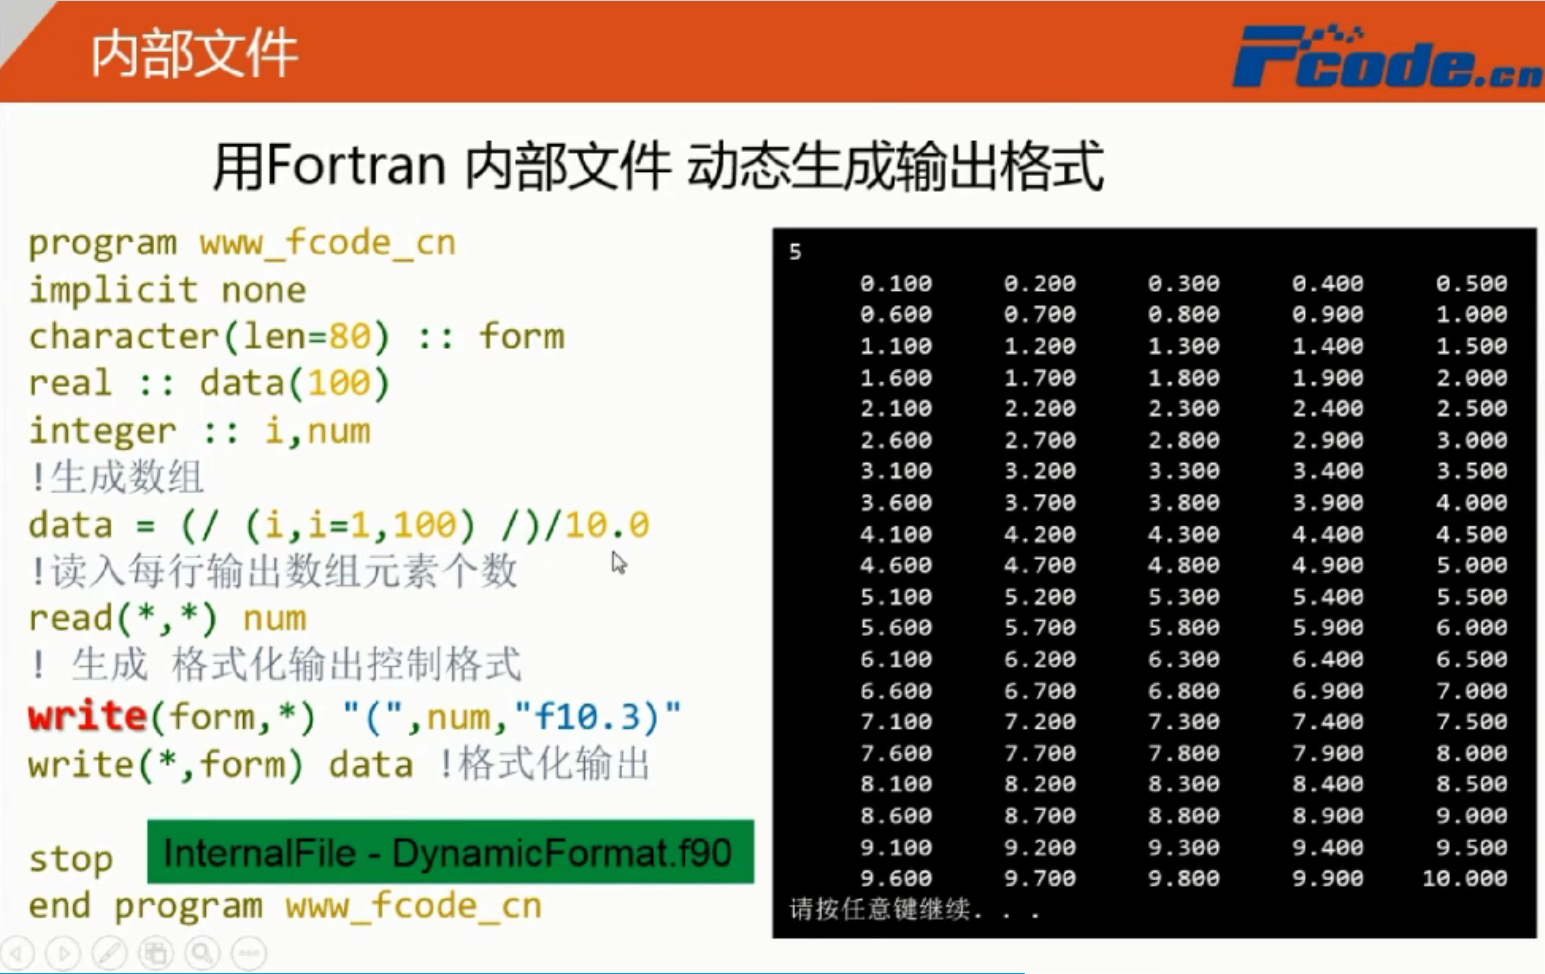 内部文件
Fcode.cn
用Fortran 内部文件 动态生成输出格式
program www_fcode_cn
implicit none
character(len=80) :: form
real :: data(100)
integer :: i,num
!生成数组
data = (/ (i,i=1,100) /)/10.0
!读入每行输出数组元素个数
read(*,*) num
! 生成 格式化输出控制格式
write(form,*) "(",num,"f10.3)"
write(*,form) data !格式化输出
stop
InternalFile - DynamicFormat.f90
end program www_fcode_cn
5
0.100 0.200 0.300 0.400 0.500
0.600 0.700 0.800 0.900 1.000
1.100 1.200 1.300 1.400 1.500
1.600 1.700 1.800 1.900 2.000
2.100 2.200 2.300 2.400 2.500
2.600 2.700 2.800 2.900 3.000
3.100 3.200 3.300 3.400 3.500
3.600 3.700 3.800 3.900 4.000
4.100 4.200 4.300 4.400 4.500
4.600 4.700 4.800 4.900 5.000
5.100 5.200 5.300 5.400 5.500
5.600 5.700 5.800 5.900 6.000
6.100 6.200 6.300 6.400 6.500
6.600 6.700 6.800 6.900 7.000
7.100 7.200 7.300 7.400 7.500
7.600 7.700 7.800 7.900 8.000
8.100 8.200 8.300 8.400 8.500
8.600 8.700 8.800 8.900 9.000
9.100 9.200 9.300 9.400 9.500
9.600 9.700 9.800 9.900 10.000
请按任意键继续. . .